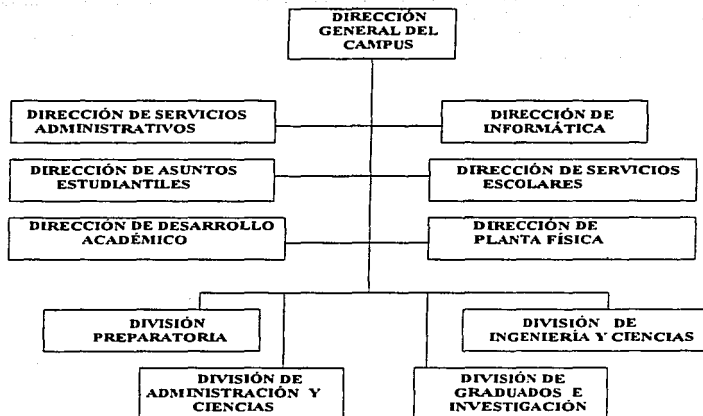 DIRECCIÓN
GENERAL DEL
CAMPUS
DIRECCIÓN DE SERVICIOS
ADMINISTRATIVOS
DIRECCIÓN DE
INFORMÁTICA
DIRECCIÓN DE ASUNTOS
ESTUDIANTILES
DIRECCIÓN DE SERVICIOS
ESCOLARES
DIRECCIÓN DE DESARROLLO
ACADÉMICO
DIRECCIÓN DE
PLANTA FÍSICA
DIVISIÓN
PREPARATORIA
DIVISIÓN DE
INGENIERÍA Y CIENCIAS
DIVISIÓN DE
ADMINISTRACIÓN Y
CIENCIAS
DIVISIÓN DE
GRADUADOS E
INVESTIGACIÓN